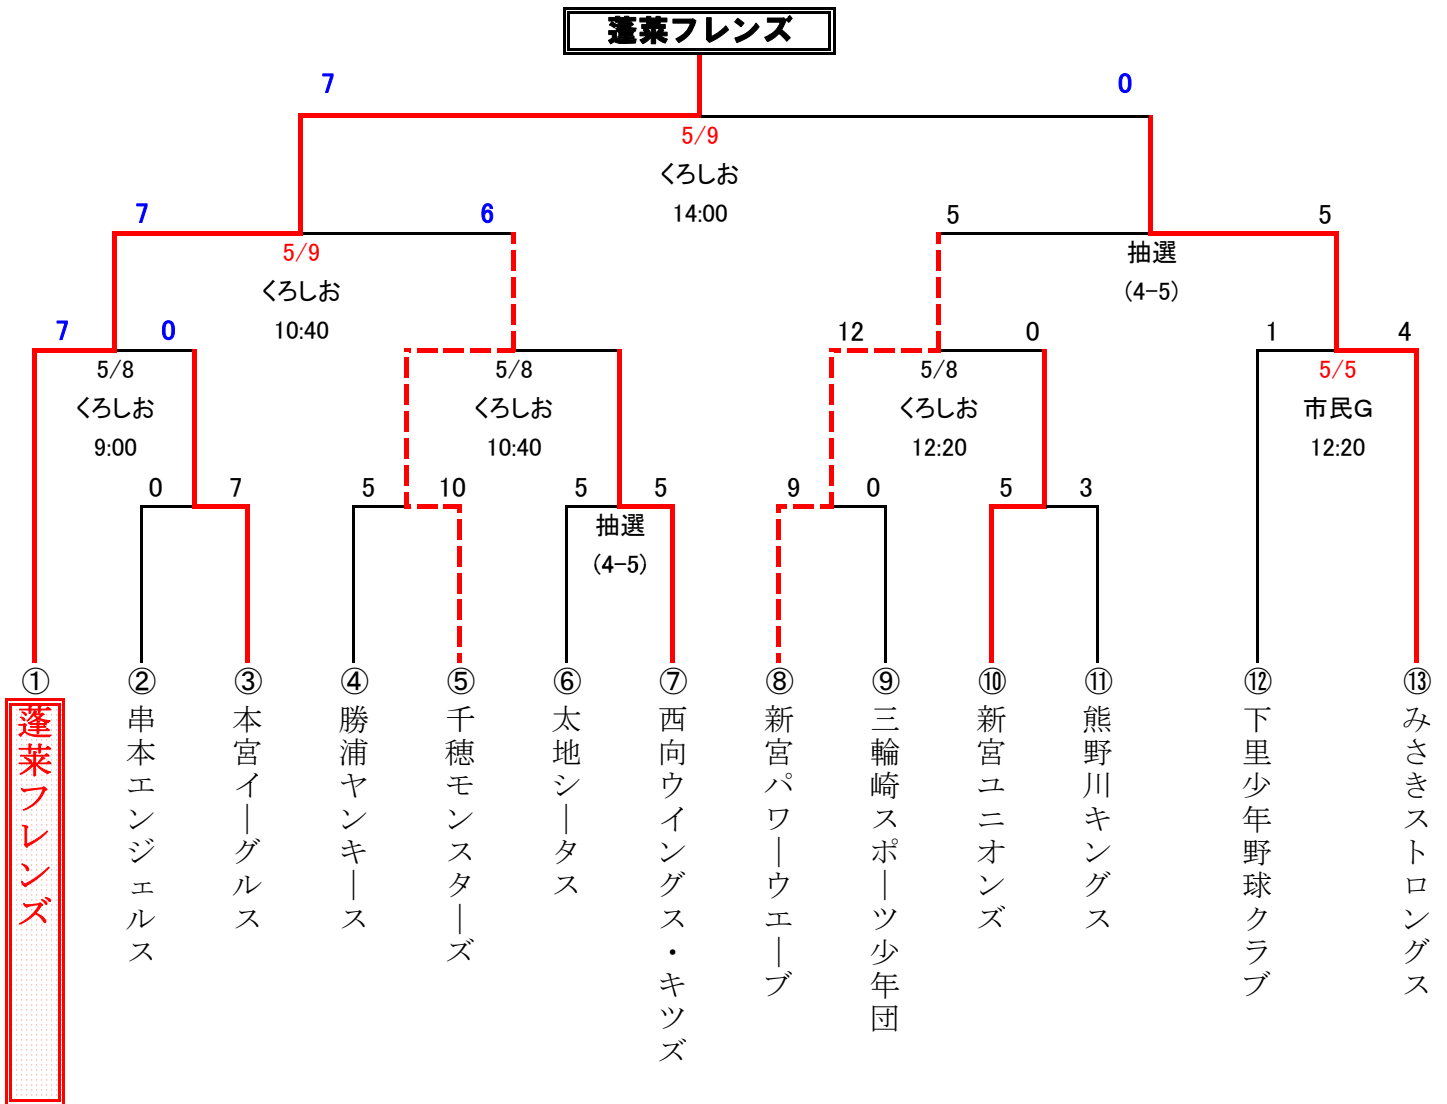 蓬莱フレンズ
7
0
5/9
くろしお
14:00
7
6
5
5
5/9
くろしお
10:40
抽選
(4-5)
7
0
12
0
1
4
5/8
くろしお
9:00
5/8
くろしお
10:40
5/8
くろしお
12:20
5/5
市民G
12:20
0
7
5
10
5
5
9
0
5
3
抽選
(4-5)
①
蓬莱フレンズ
②
串本エンジェルス
③
本宮イーグルス
④
勝浦ヤンキース
⑤
千穂モンスターズ
⑥
太地シータス
⑦
西向ウイングス・キツズ
⑧
新宮パワーウエーブ
⑨
三輪崎スポーツ少年団
⑩
新宮ユニオンズ
⑪
熊野川キングス
⑫
下里少年野球クラブ
⑬
みさきストロングス